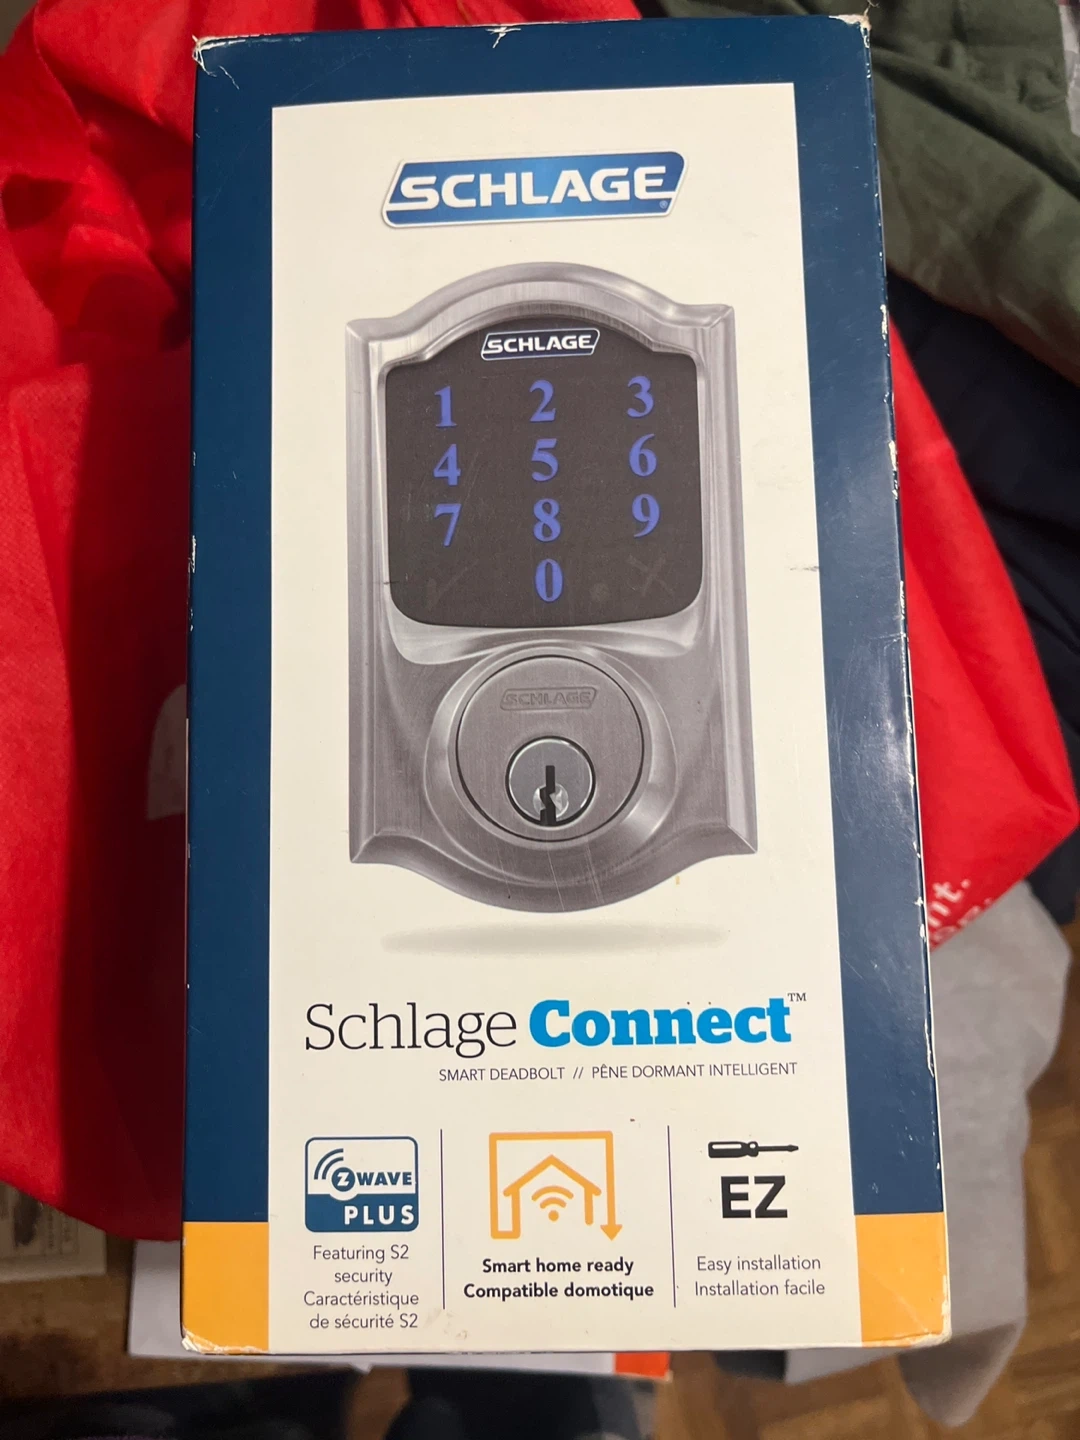 SCHLAGE
SCHLAGE
1 2 3
4 5 6
7 8 9
0
SCHLAGE
Schlage Connect™
SMART DEADBOLT // PÊNE DORMANT INTELLIGENT
Z WAVE
PLUS
Featuring S2
security
Caractéristique
de sécurité S2
Smart home ready
Compatible domotique
EZ
Easy installation
Installation facile